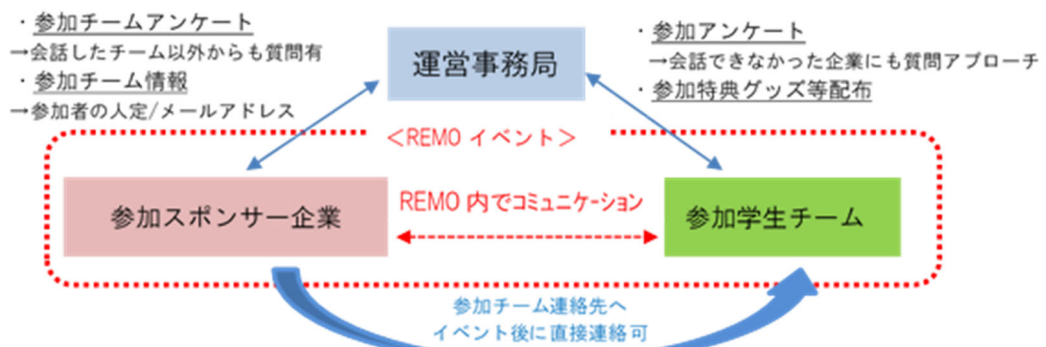 ・参加チームアンケート
→会話したチーム以外からも質問有
・参加チーム情報
→参加者の人定/メールアドレス
運営事務局
・参加アンケート
→会話できなかった企業にも質問アプローチ
・参加特典グッズ等配布
＜REMO イベント＞
参加スポンサー企業
REMO 内でコミュニケーション
参加学生チーム
参加チーム連絡先へ
イベント後に直接連絡可